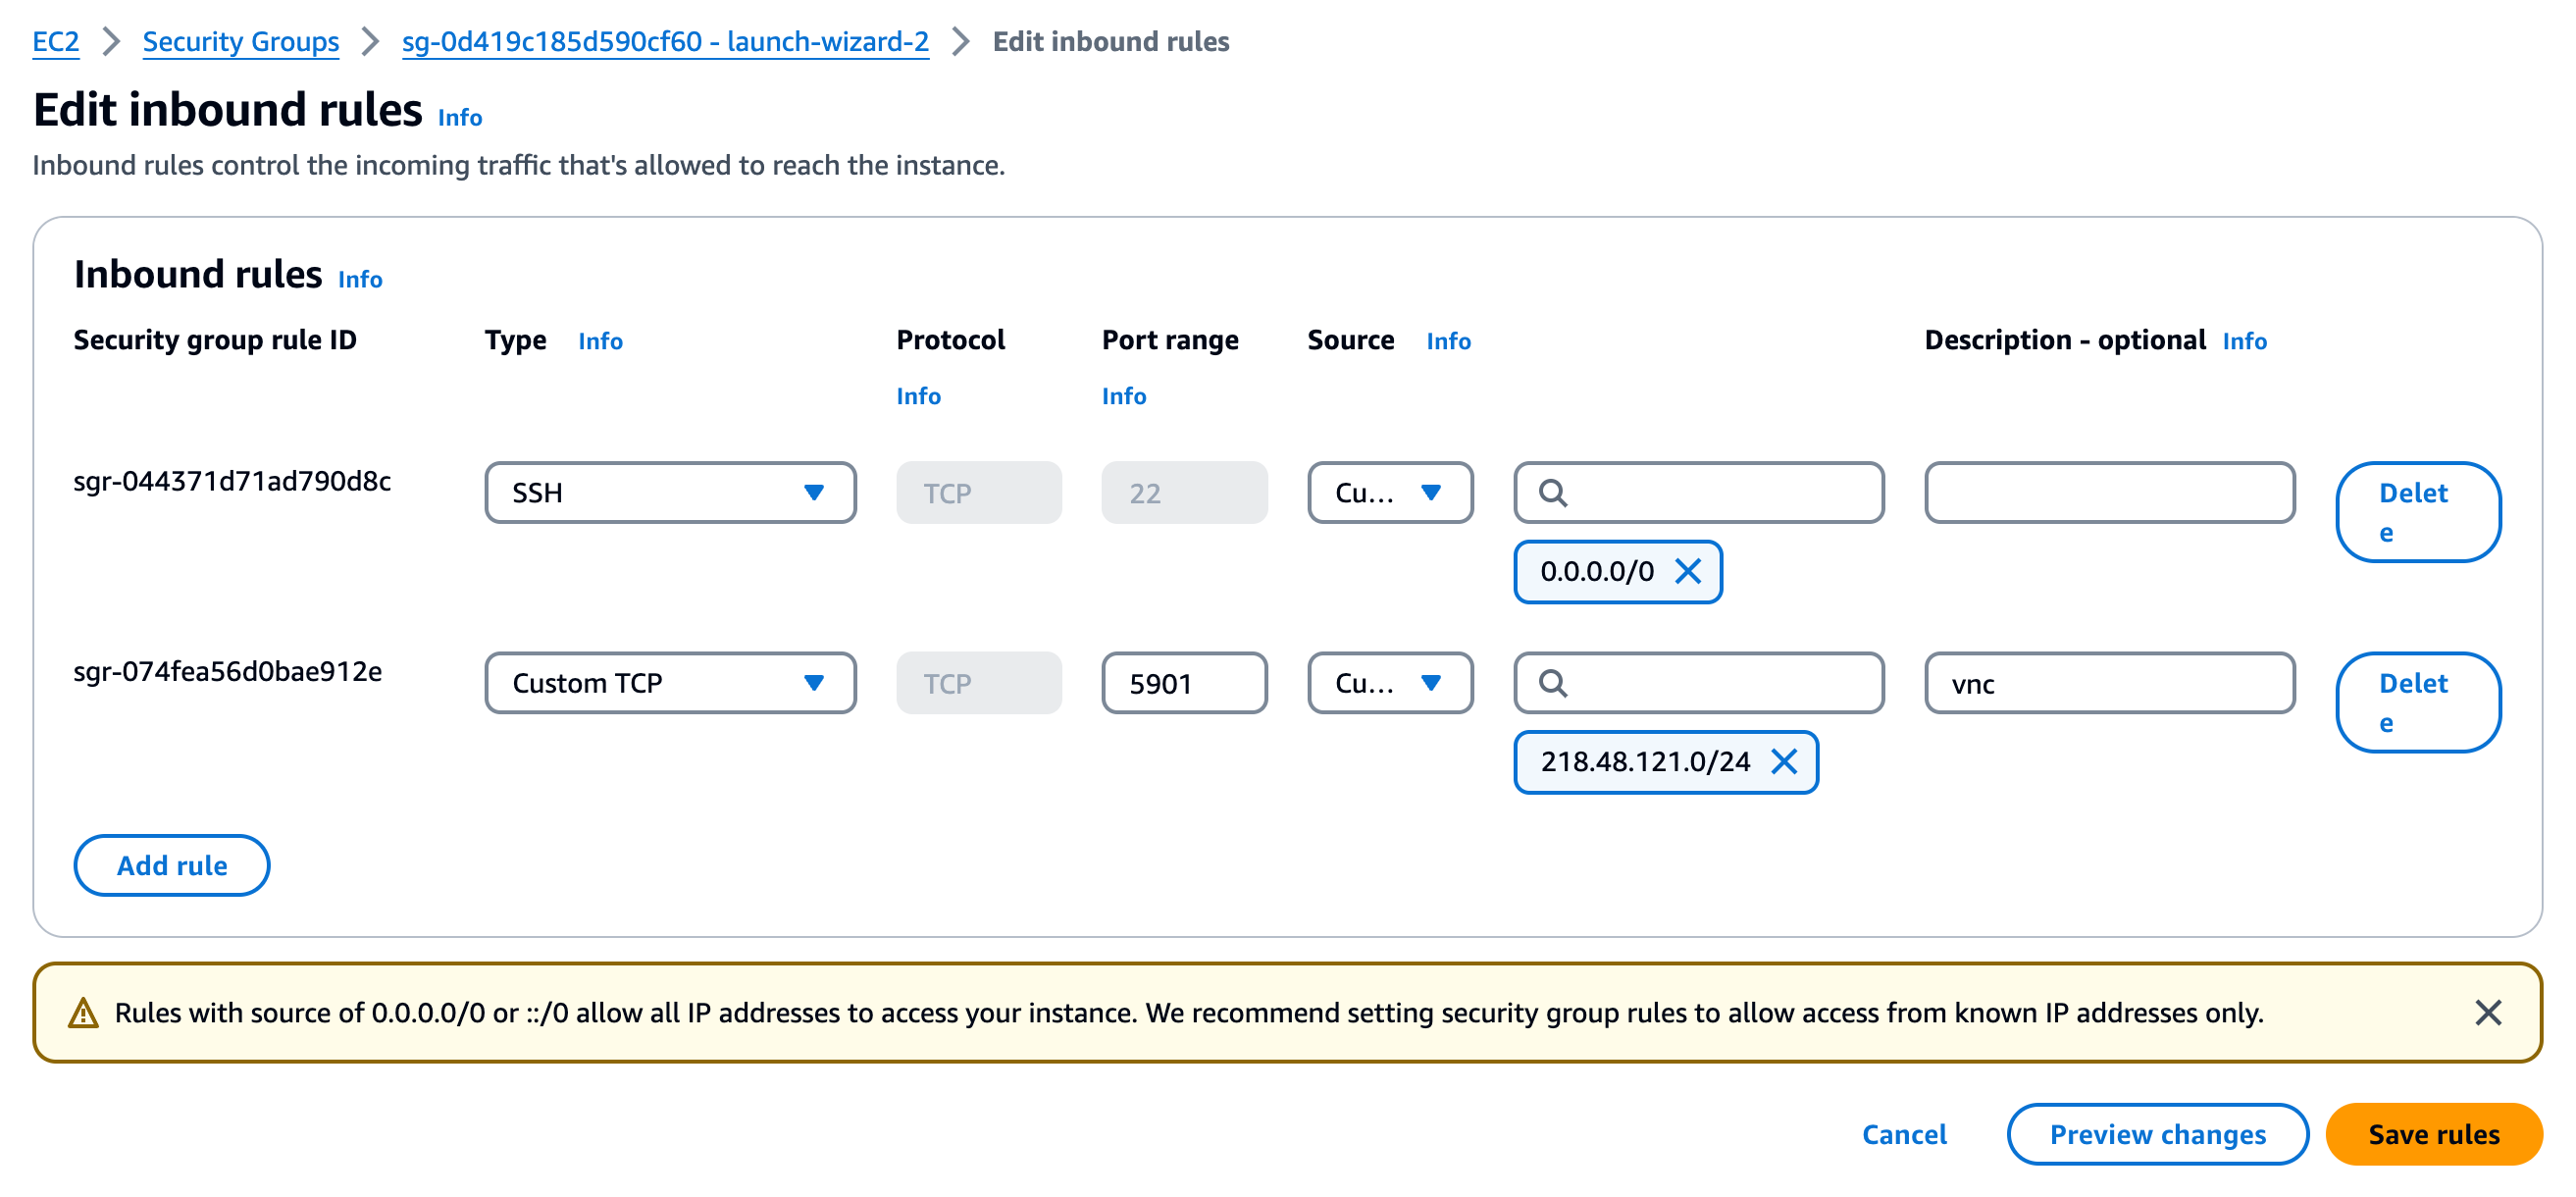 EC2 > Security Groups > sg-0d419c185d590cf60 - launch-wizard-2 > Edit inbound rules
Edit inbound rules Info
Inbound rules control the incoming traffic that's allowed to reach the instance.
Inbound rules Info
Security group rule ID Type Info Protocol Port range Source Info Description - optional Info
Info Info
sgr-044371d71ad790d8c SSH TCP 22 Cu... Delet
e
0.0.0.0/0
sgr-074fea56d0bae912e Custom TCP TCP 5901 Cu... vnc Delet
e
218.48.121.0/24
Add rule
Rules with source of 0.0.0.0/0 or ::/0 allow all IP addresses to access your instance. We recommend setting security group rules to allow access from known IP addresses only.
Cancel Preview changes Save rules